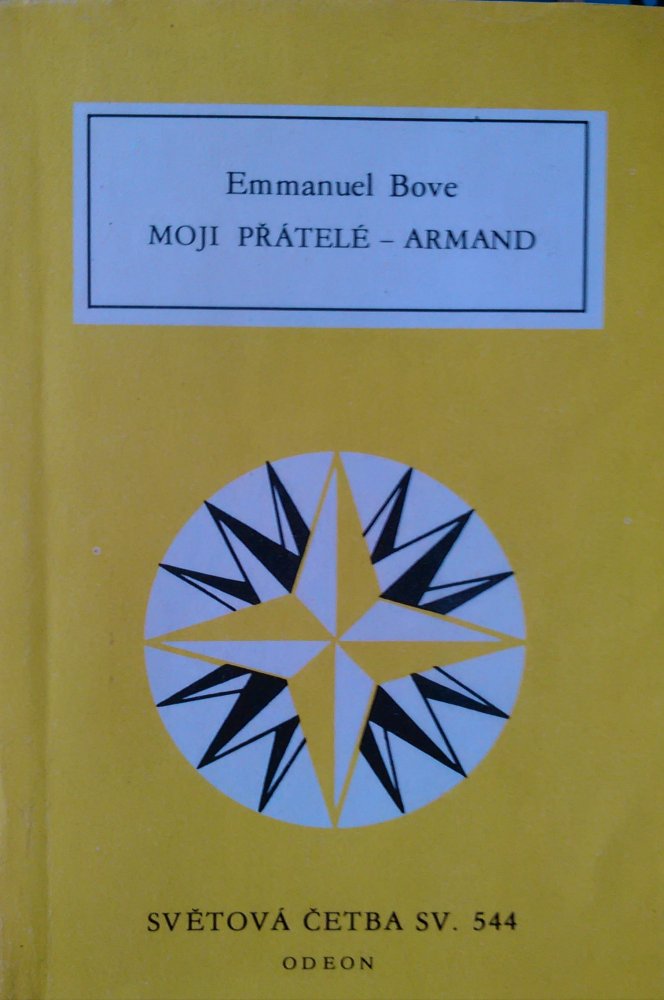 Emmanuel Bove
MOJI PŘÁTELÉ – ARMAND
SVĚTOVÁ ČETBA SV. 544
ODEON